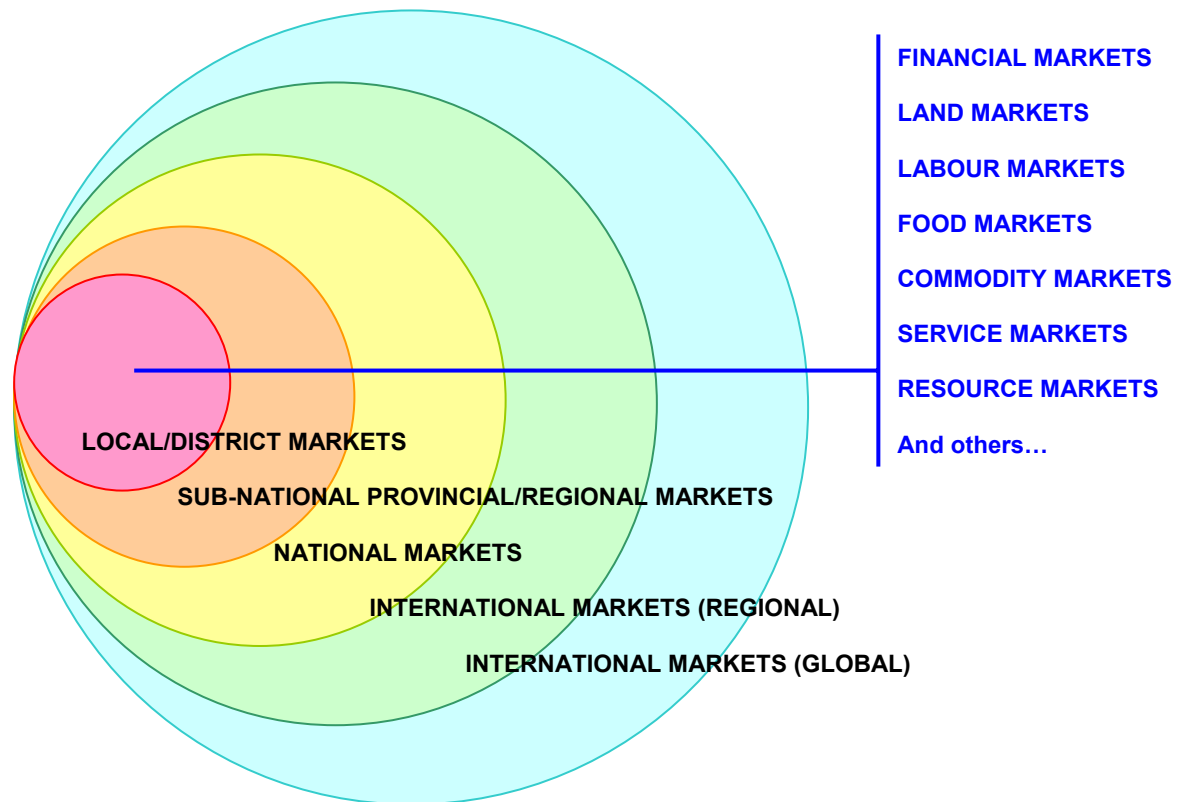 FINANCIAL MARKETS
LAND MARKETS
LABOUR MARKETS
FOOD MARKETS
COMMODITY MARKETS
SERVICE MARKETS
RESOURCE MARKETS
And others…
LOCAL/DISTRICT MARKETS
SUB-NATIONAL PROVINCIAL/REGIONAL MARKETS
NATIONAL MARKETS
INTERNATIONAL MARKETS (REGIONAL)
INTERNATIONAL MARKETS (GLOBAL)